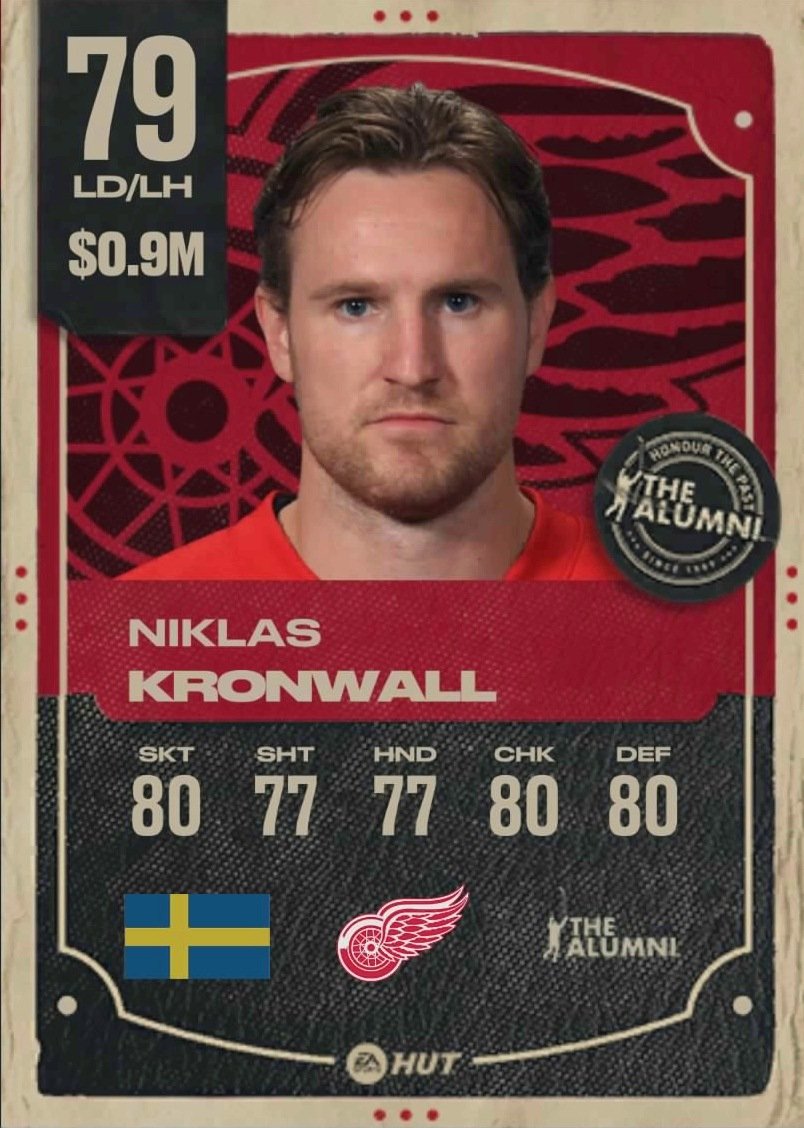 79
LD/LH
$0.9M
HONOUR THE PAST
THE
ALUMNI
NIKLAS
KRONWALL
SKT SHT HND CHK DEF
80 77 77 80 80
THE
ALUMNI
EA
HUT